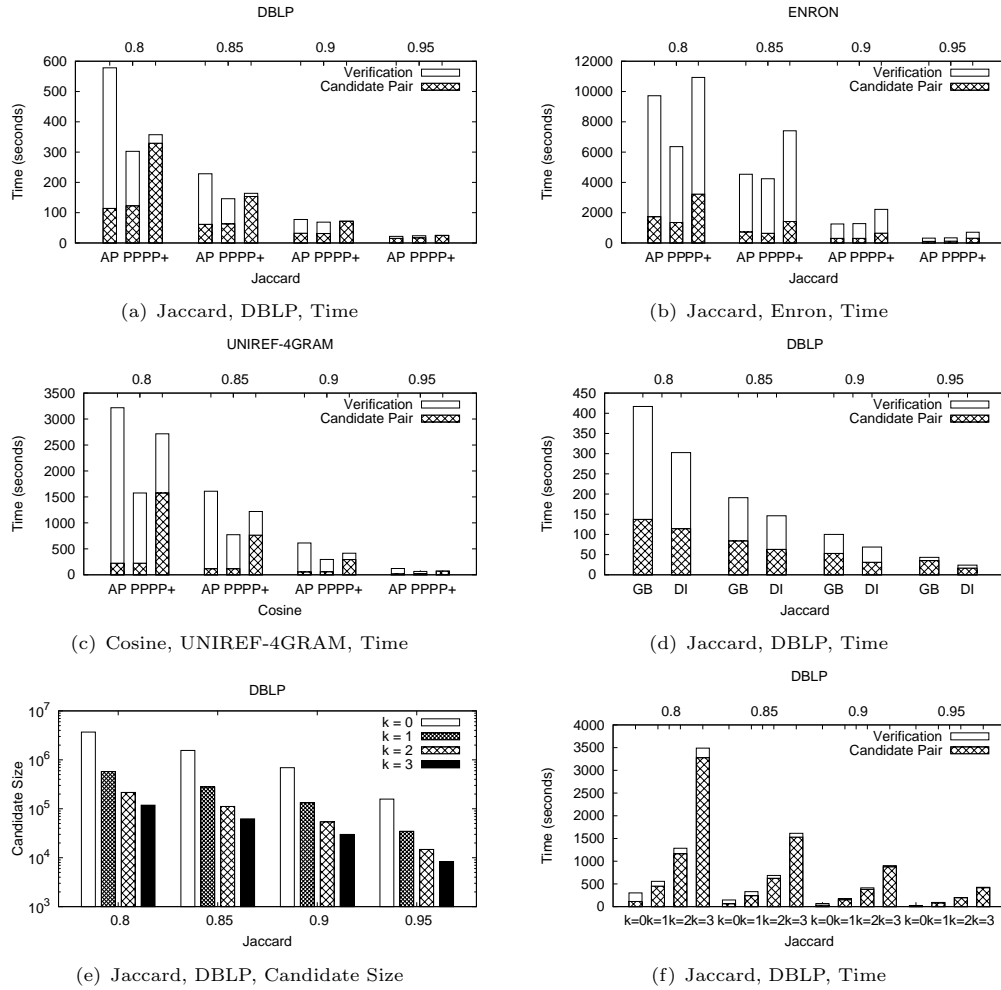 DBLP
0.8 0.85 0.9 0.95
600
500
400
300
200
100
0
Time (seconds)
Verification
Candidate Pair
AP PPPP+ AP PPPP+ AP PPPP+ AP PPPP+
Jaccard
(a) Jaccard, DBLP, Time
ENRON
0.8 0.85 0.9 0.95
12000
10000
8000
6000
4000
2000
0
Time (seconds)
Verification
Candidate Pair
AP PPPP+ AP PPPP+ AP PPPP+ AP PPPP+
Jaccard
(b) Jaccard, Enron, Time
UNIREF-4GRAM
0.8 0.85 0.9 0.95
3500
3000
2500
2000
1500
1000
500
0
Time (seconds)
Verification
Candidate Pair
AP PPPP+ AP PPPP+ AP PPPP+ AP PPPP+
Cosine
(c) Cosine, UNIREF-4GRAM, Time
DBLP
0.8 0.85 0.9 0.95
450
400
350
300
250
200
150
100
50
0
Time (seconds)
Verification
Candidate Pair
GB DI GB DI GB DI GB DI
Jaccard
(d) Jaccard, DBLP, Time
DBLP
10^7
10^6
10^5
10^4
10^3
Candidate Size
k = 0
k = 1
k = 2
k = 3
0.8 0.85 0.9 0.95
Jaccard
(e) Jaccard, DBLP, Candidate Size
DBLP
0.8 0.85 0.9 0.95
4000
3500
3000
2500
2000
1500
1000
500
0
Time (seconds)
Verification
Candidate Pair
k=0k=1k=2k=3 k=0k=1k=2k=3 k=0k=1k=2k=3 k=0k=1k=2k=3
Jaccard
(f) Jaccard, DBLP, Time